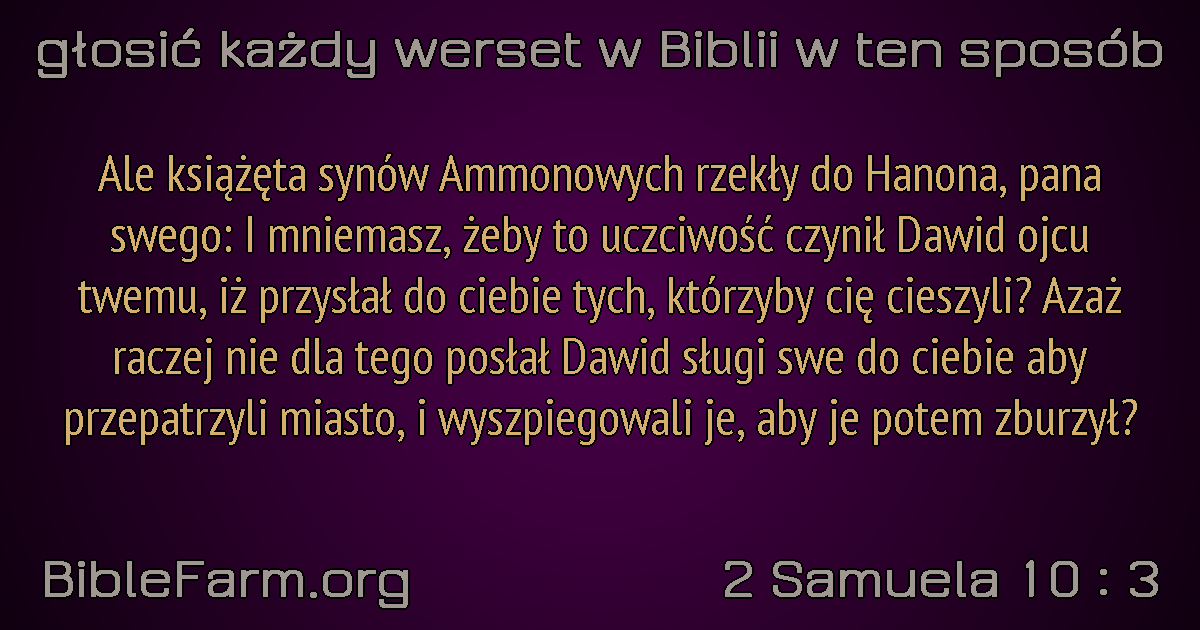 głosić każdy werset w Biblii w ten sposób
Ale książęta synów Ammonowych rzekły do Hanona, pana
swego: I mniemasz, żeby to uczciwość czynił Dawid ojcu
twemu, iż przysłał do ciebie tych, którzyby cię cieszyli? Azaż
raczej nie dla tego posłał Dawid sługi swe do ciebie aby
przepatrzyli miasto, i wyszpiegowali je, aby je potem zburzył?
BibleFarm.org
2 Samuela 10 : 3